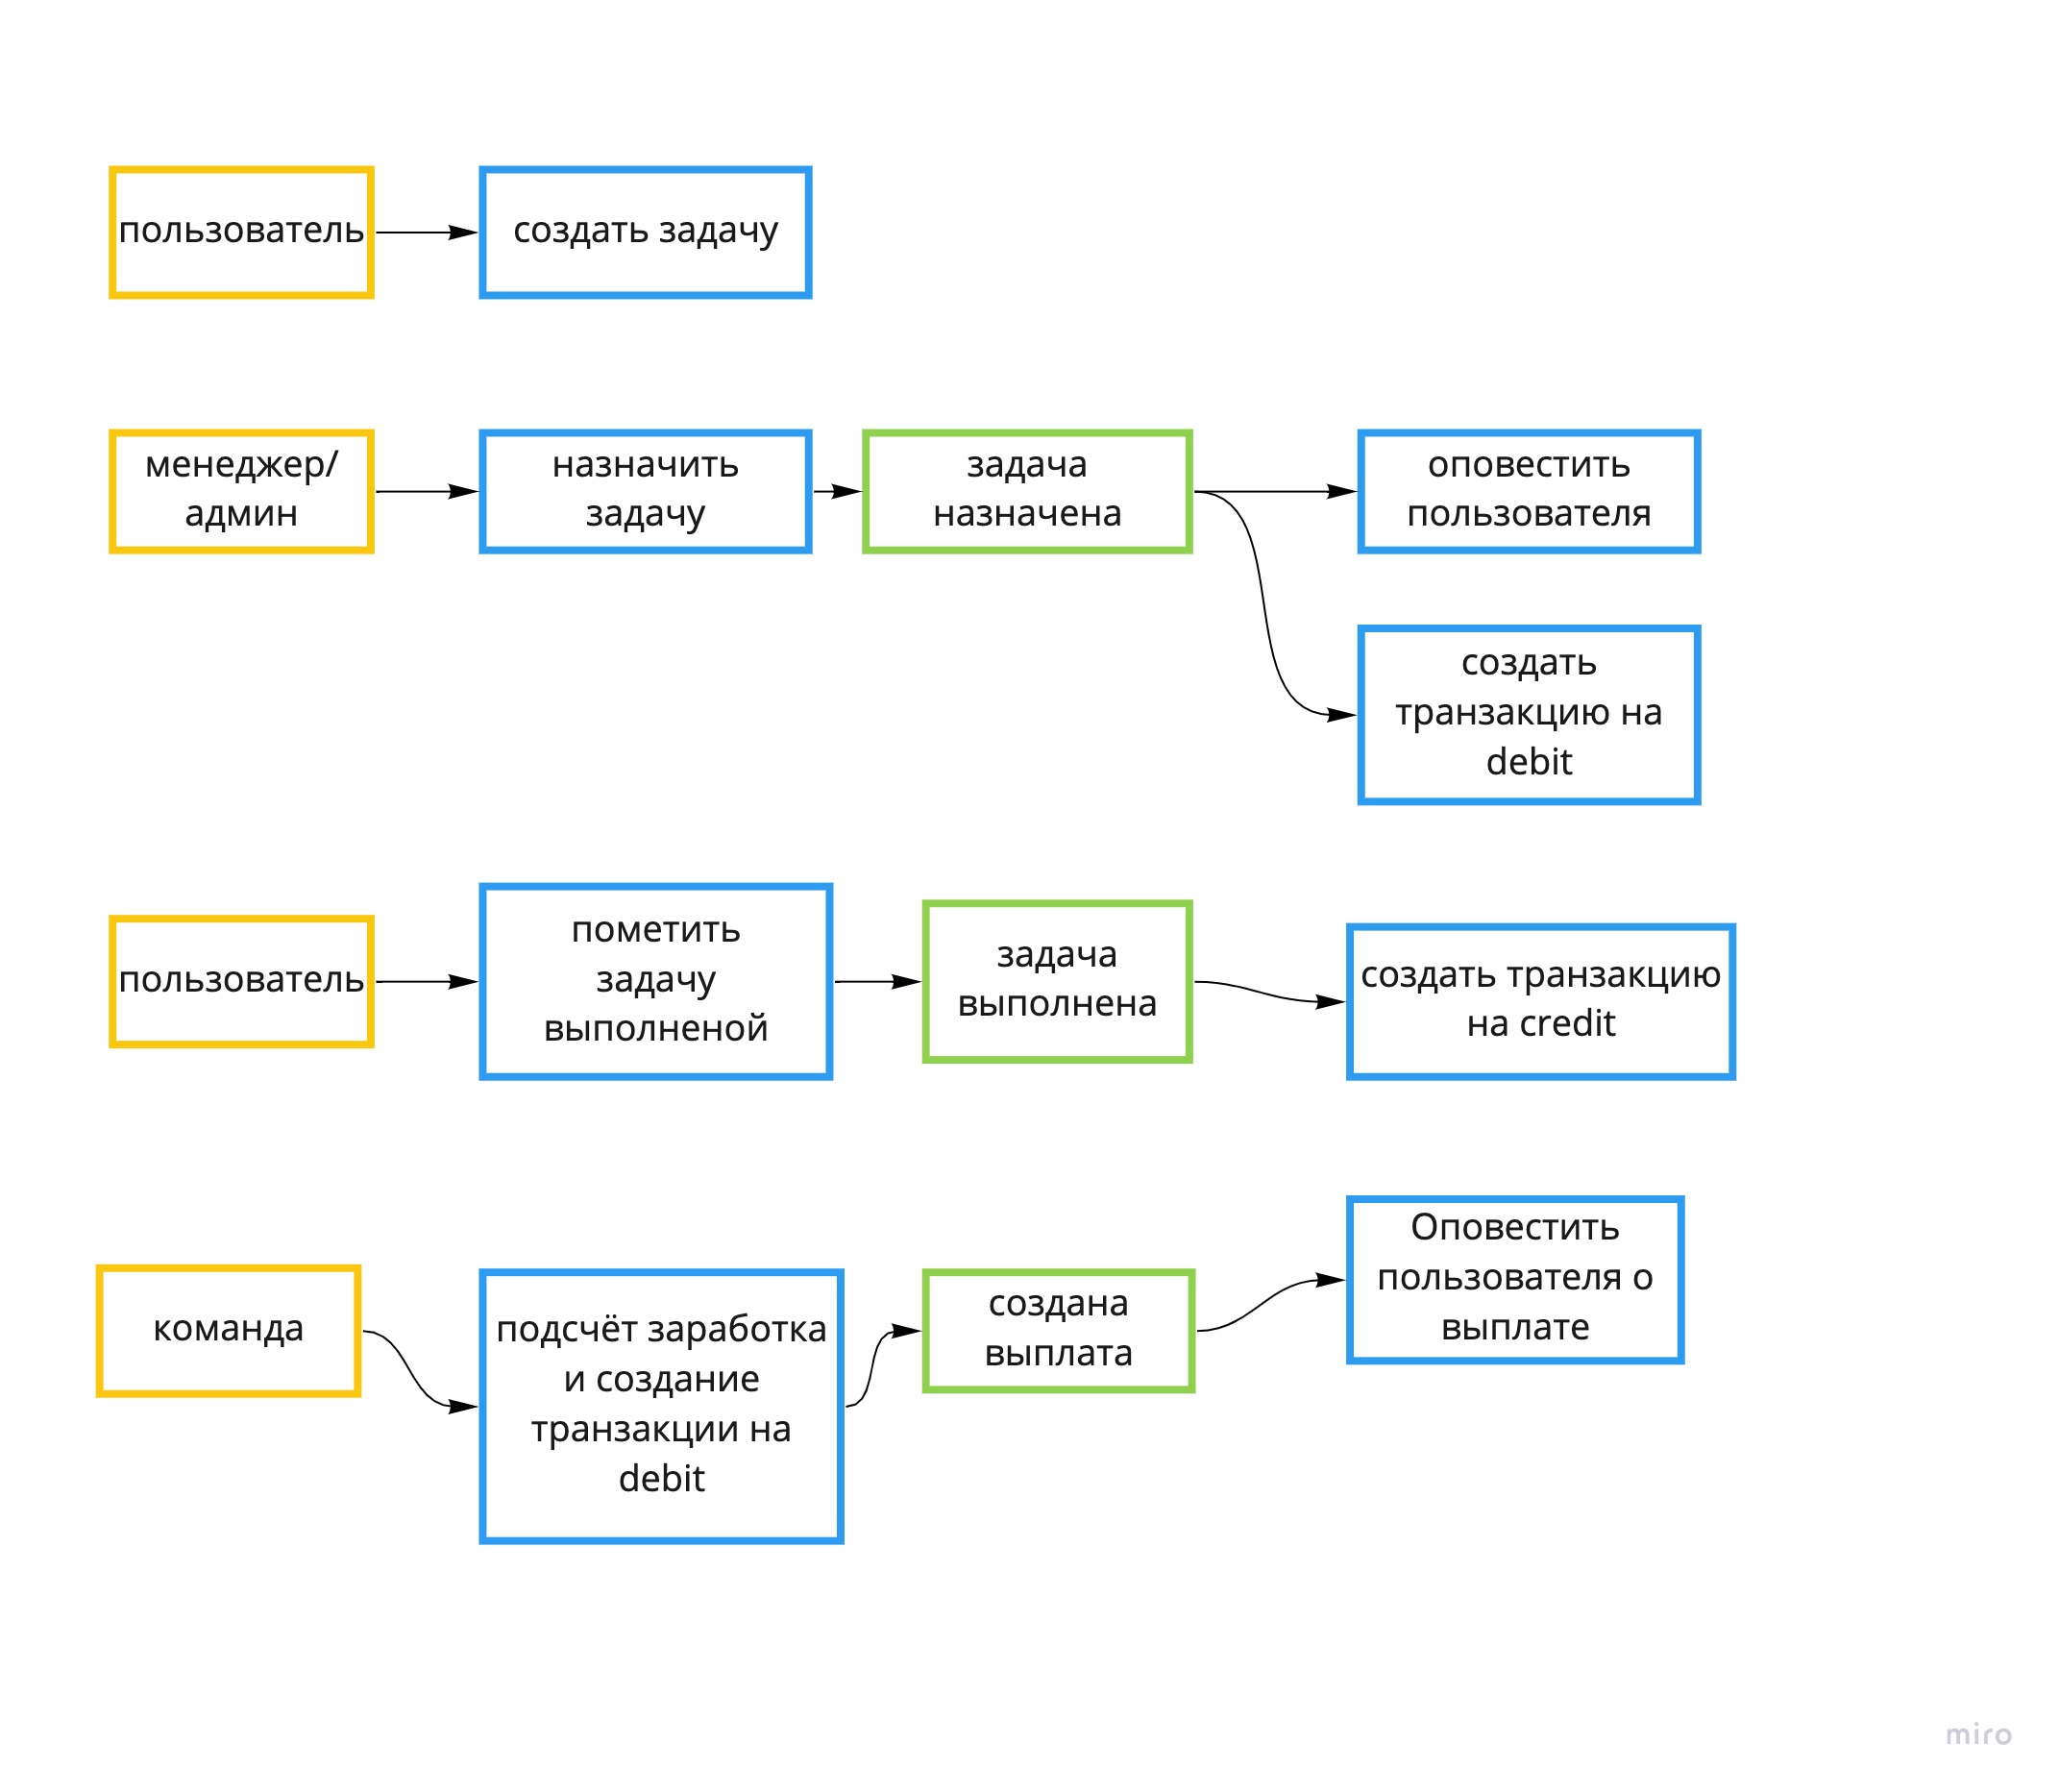 пользователь
создать задачу
менеджер/
админ
назначить
задачу
задача
назначена
оповестить
пользователя
создать
транзакцию на
debit
пользователь
пометить
задачу
выполненой
задача
выполнена
создать транзакцию
на credit
команда
подсчёт заработка
и создание
транзакции на
debit
создана
выплата
Оповестить
пользователя о
выплате
miro